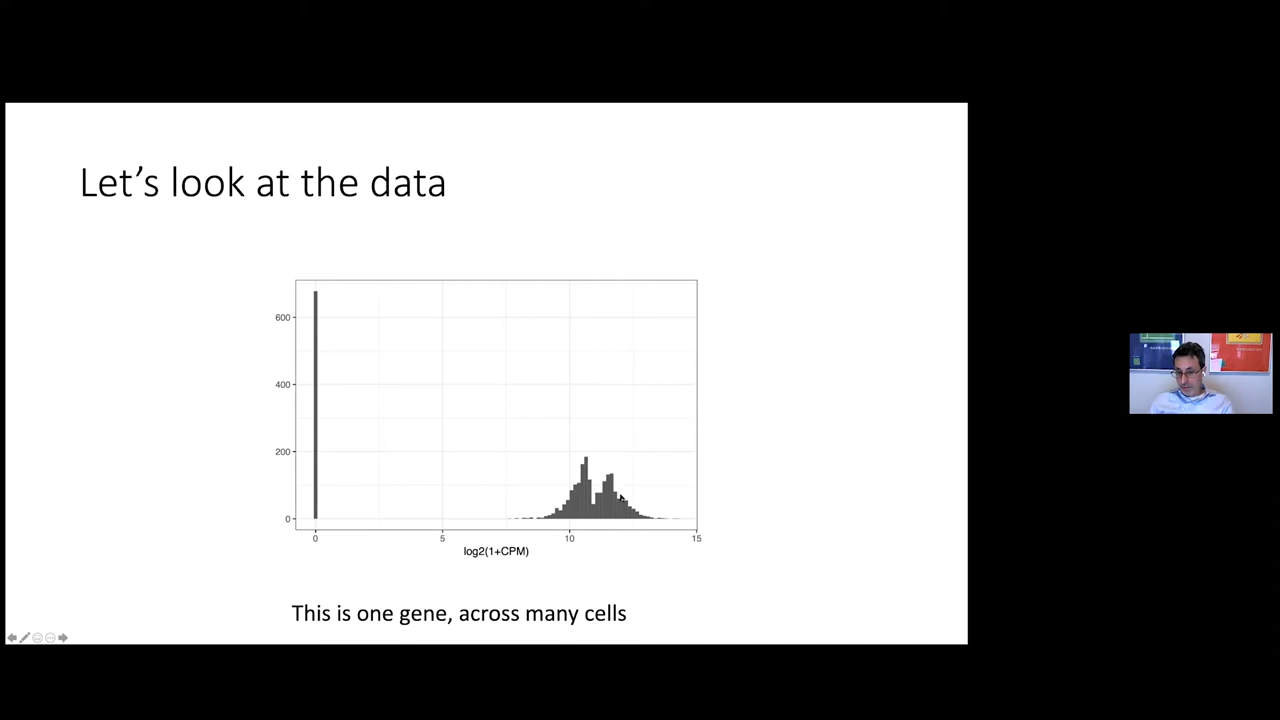 Let's look at the data
600
400
200
0
0
5
10
15
log2(1+CPM)
This is one gene, across many cells